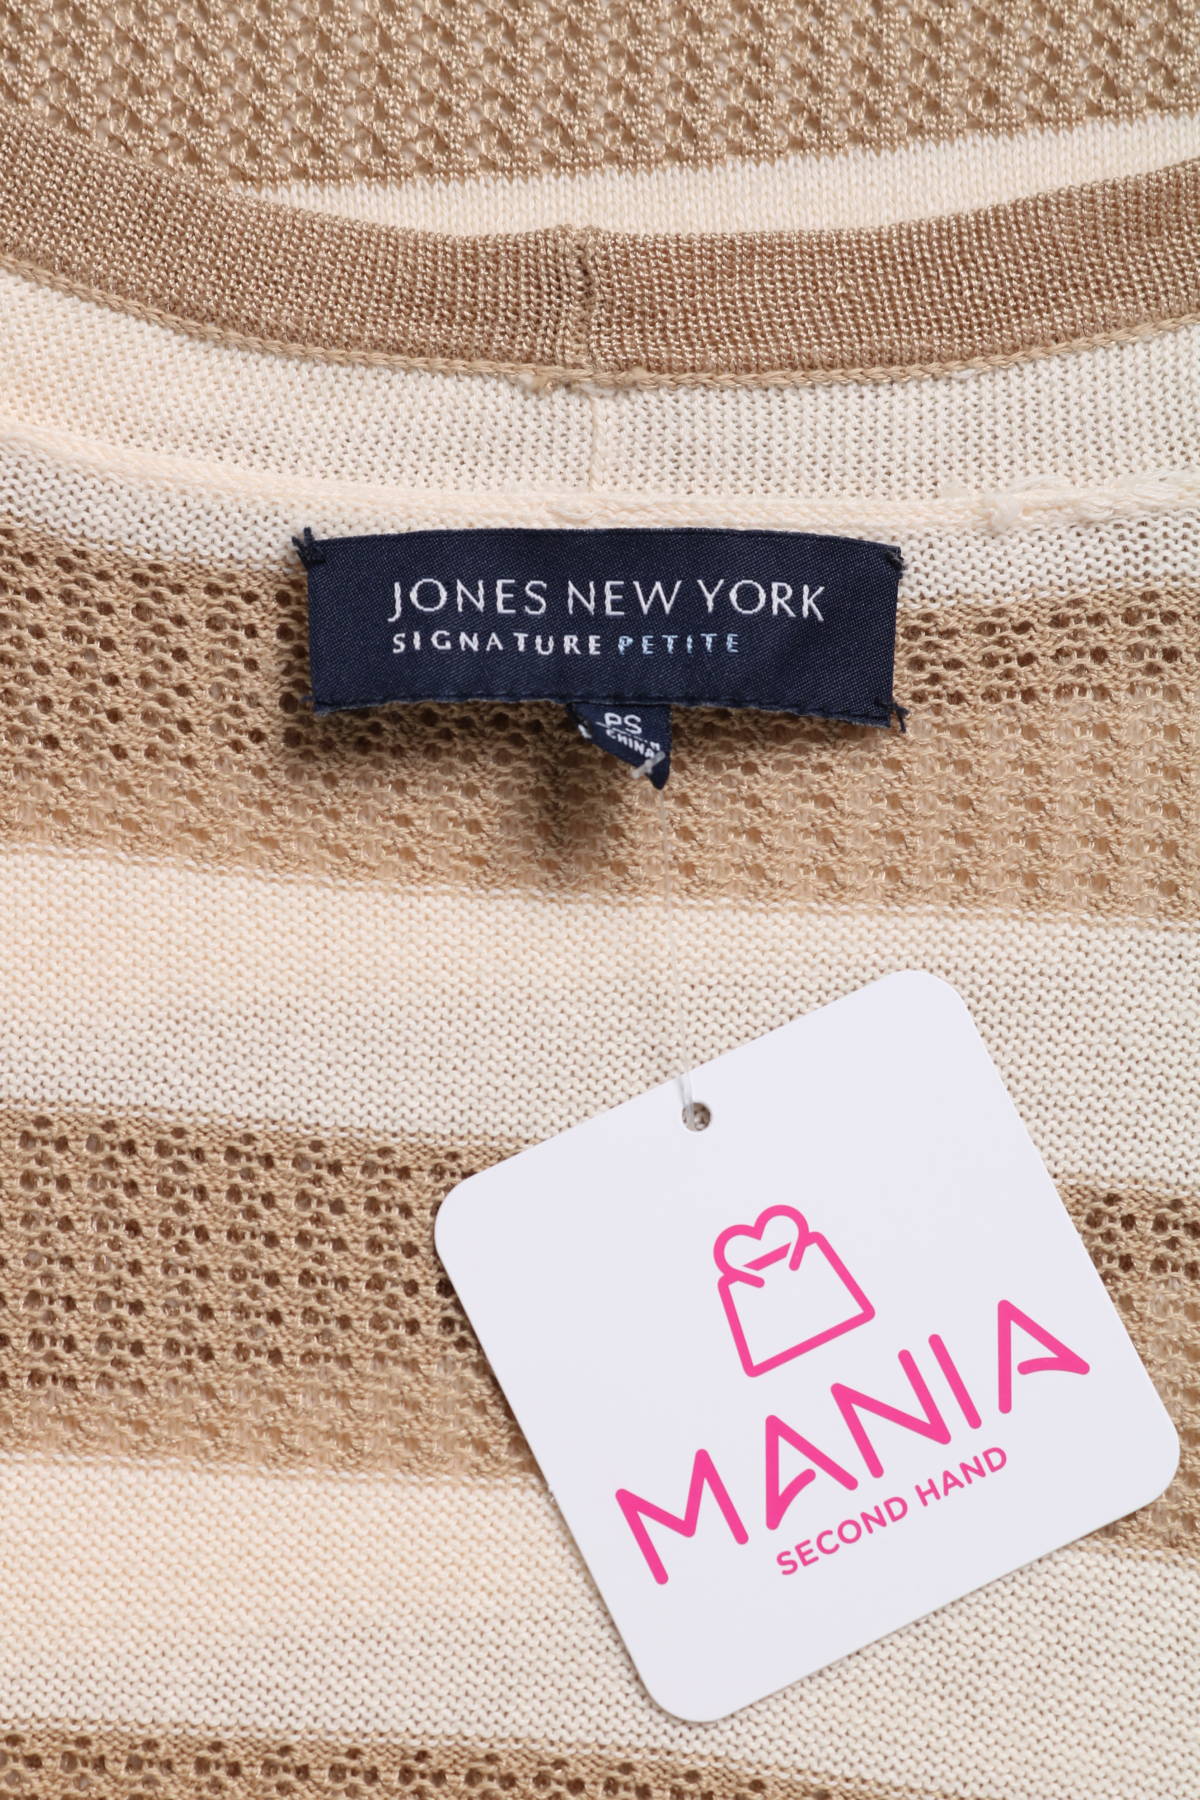 JONES NEW YORK
SIGNATURE PETITE
PS
CHINA
MANIA
SECOND HAND